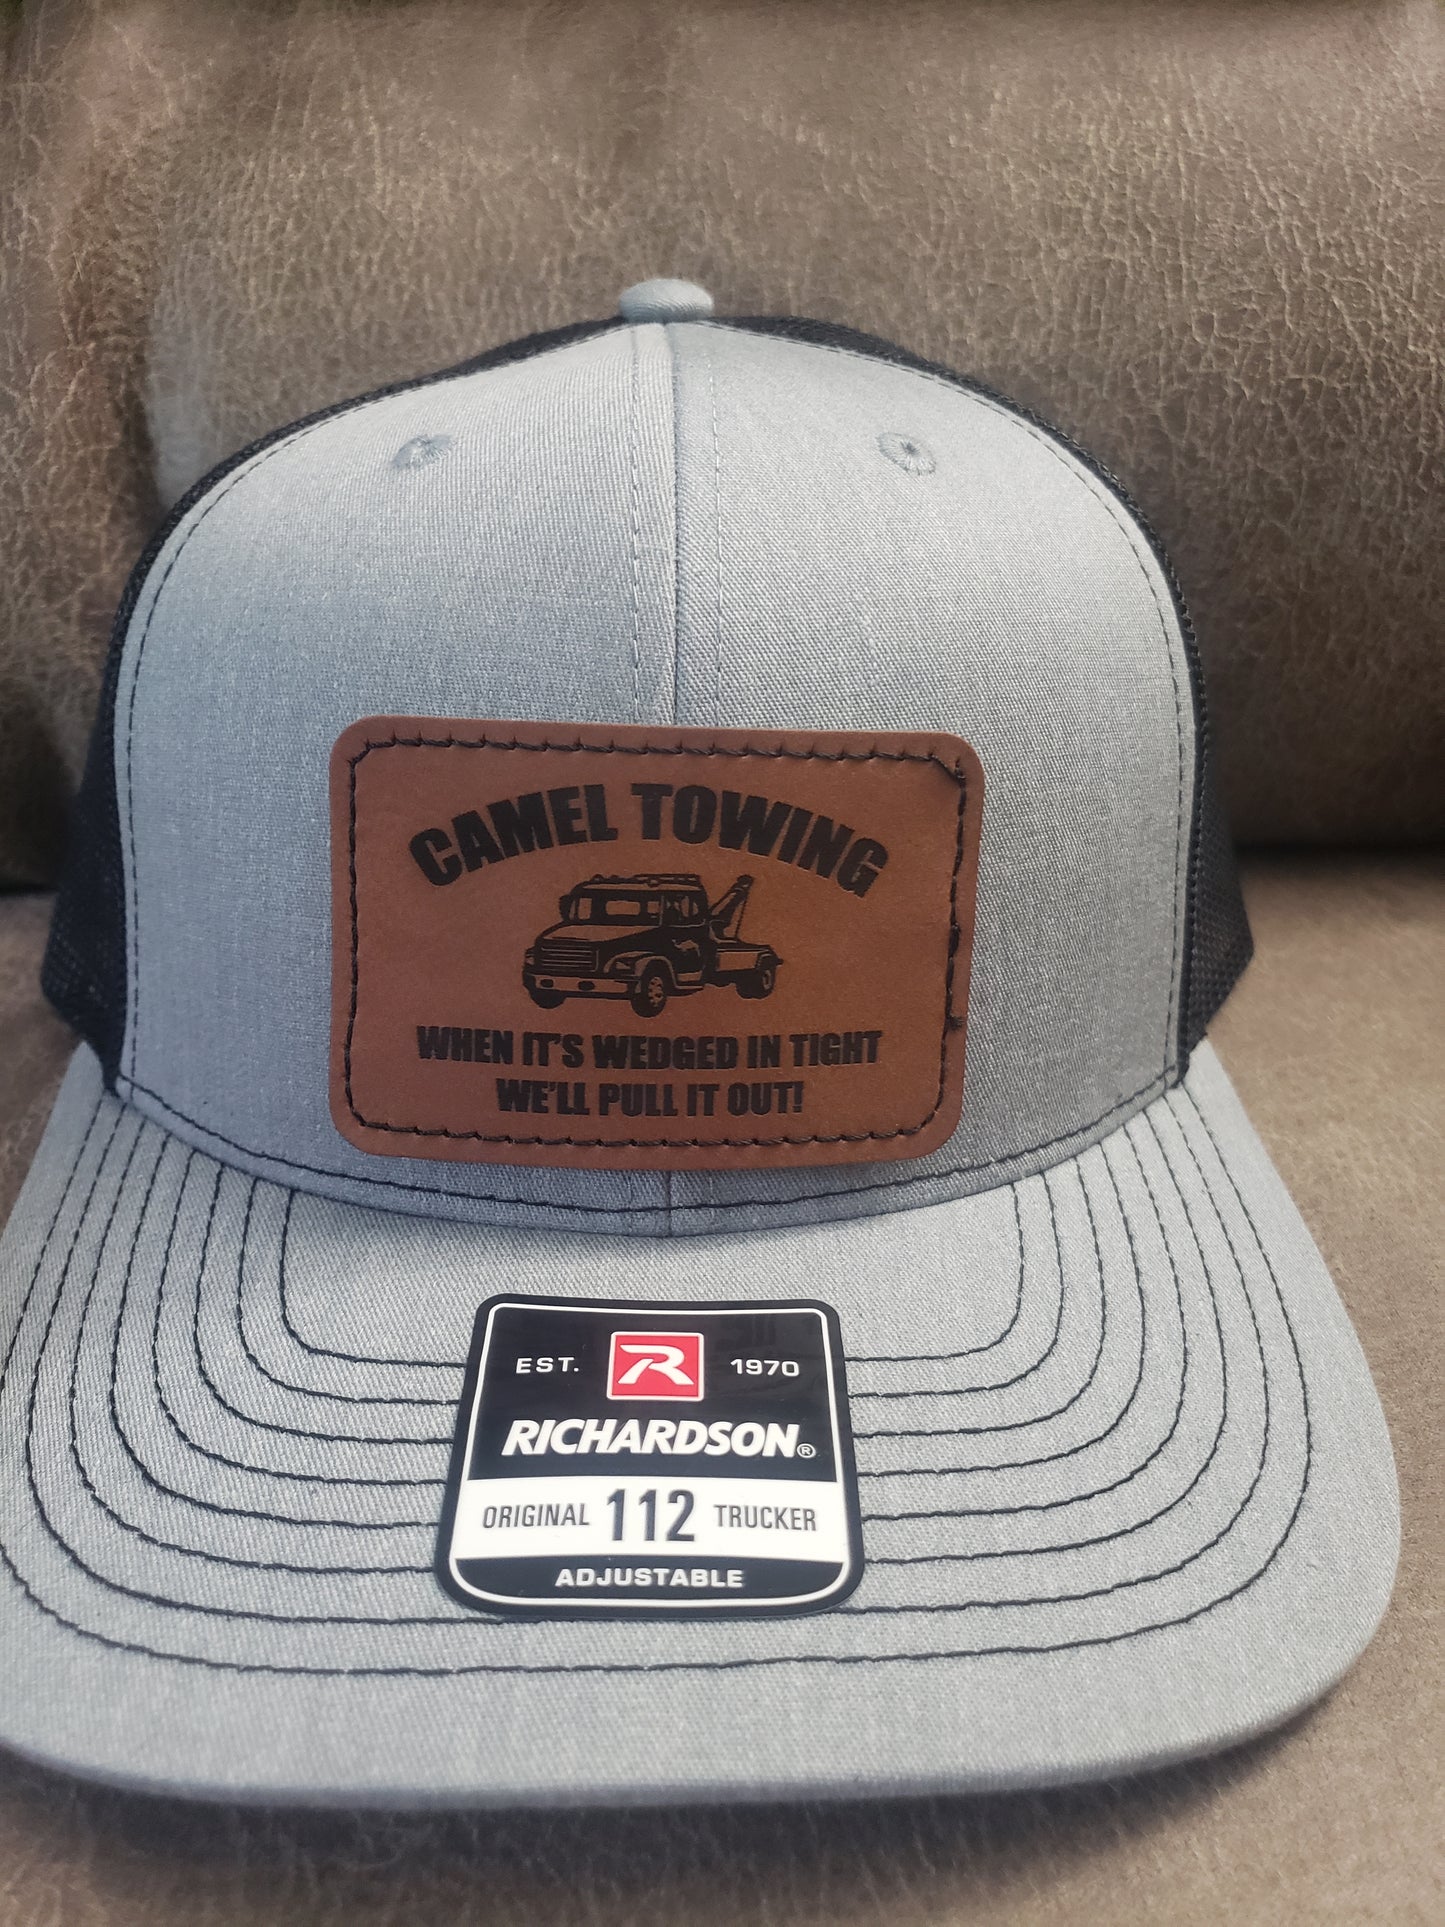 CAMEL TOWING
WHEN IT'S WEDGED IN TIGHT
WE'LL PULL IT OUT!
EST. R 1970
RICHARDSON®
ORIGINAL 112 TRUCKER
ADJUSTABLE